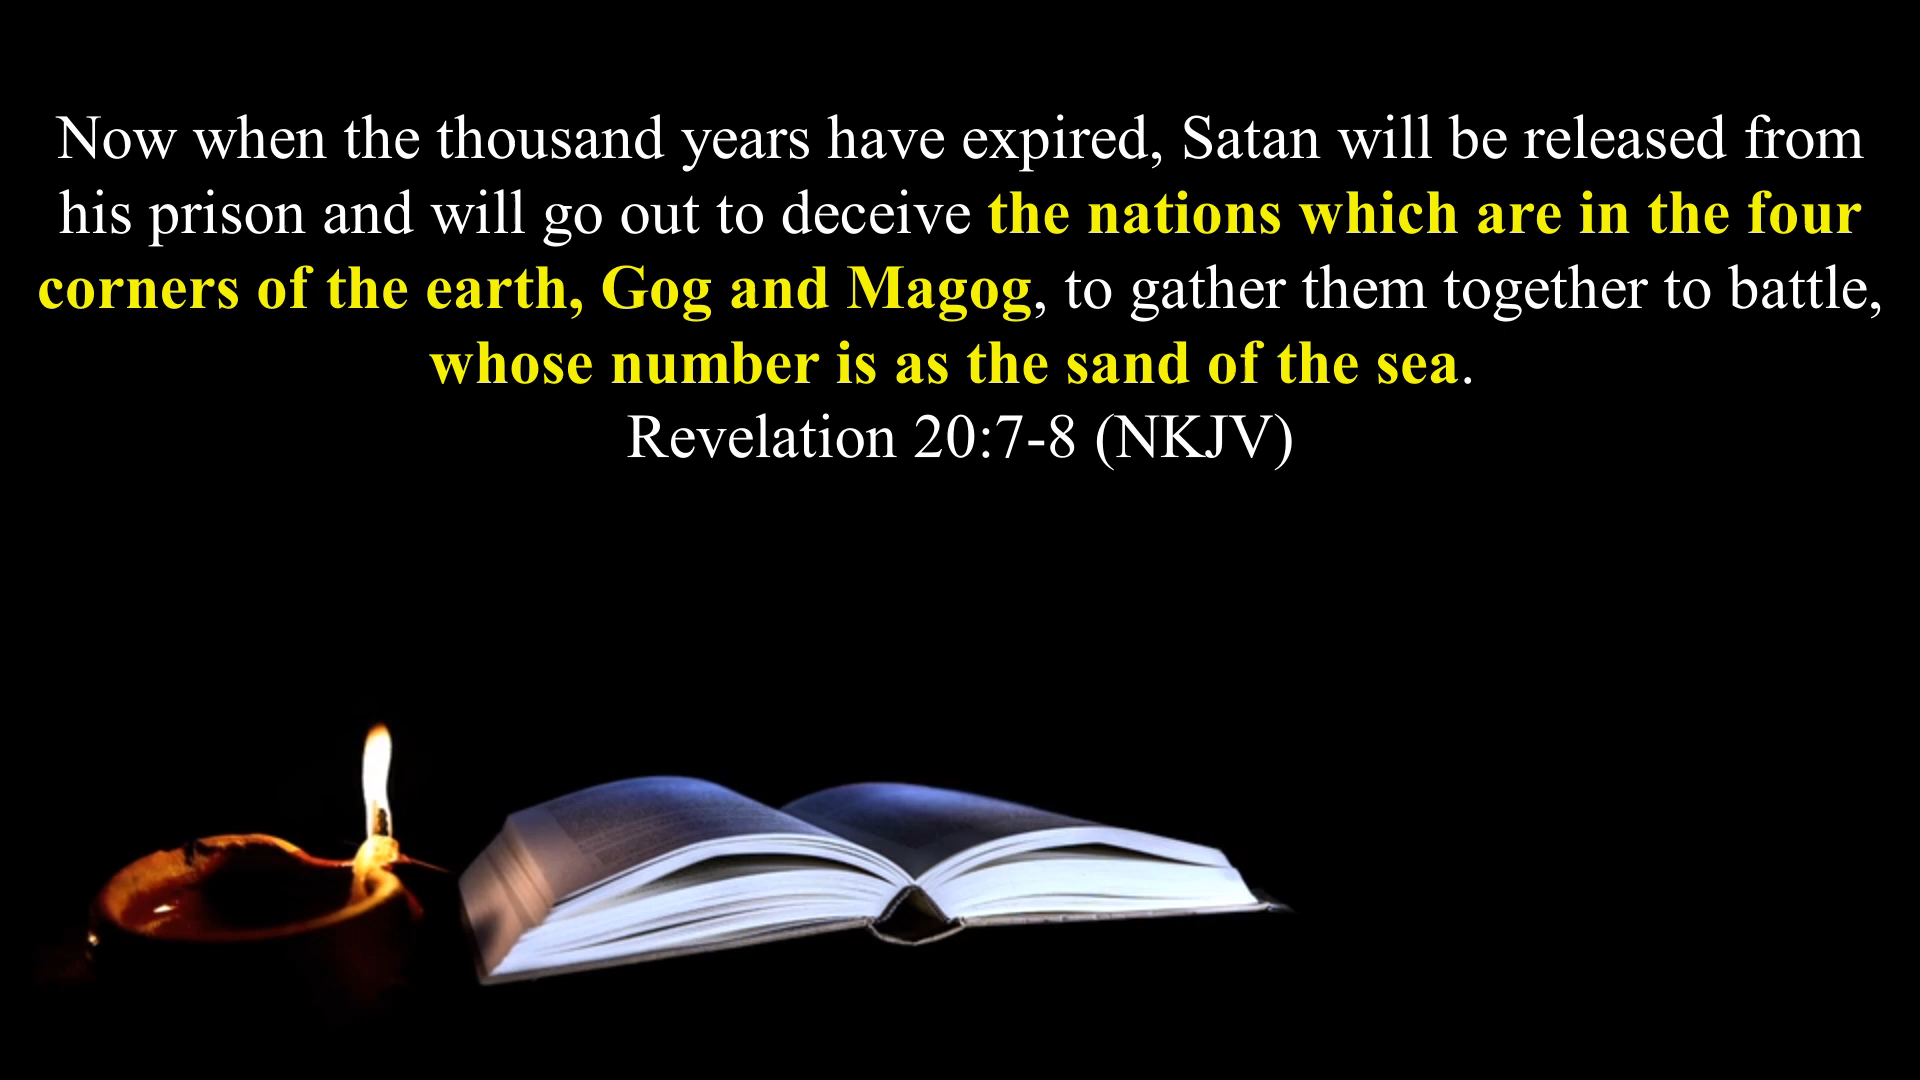 Now when the thousand years have expired, Satan will be released from
his prison and will go out to deceive the nations which are in the four
corners of the earth, Gog and Magog, to gather them together to battle,
whose number is as the sand of the sea.
Revelation 20:7-8 (NKJV)